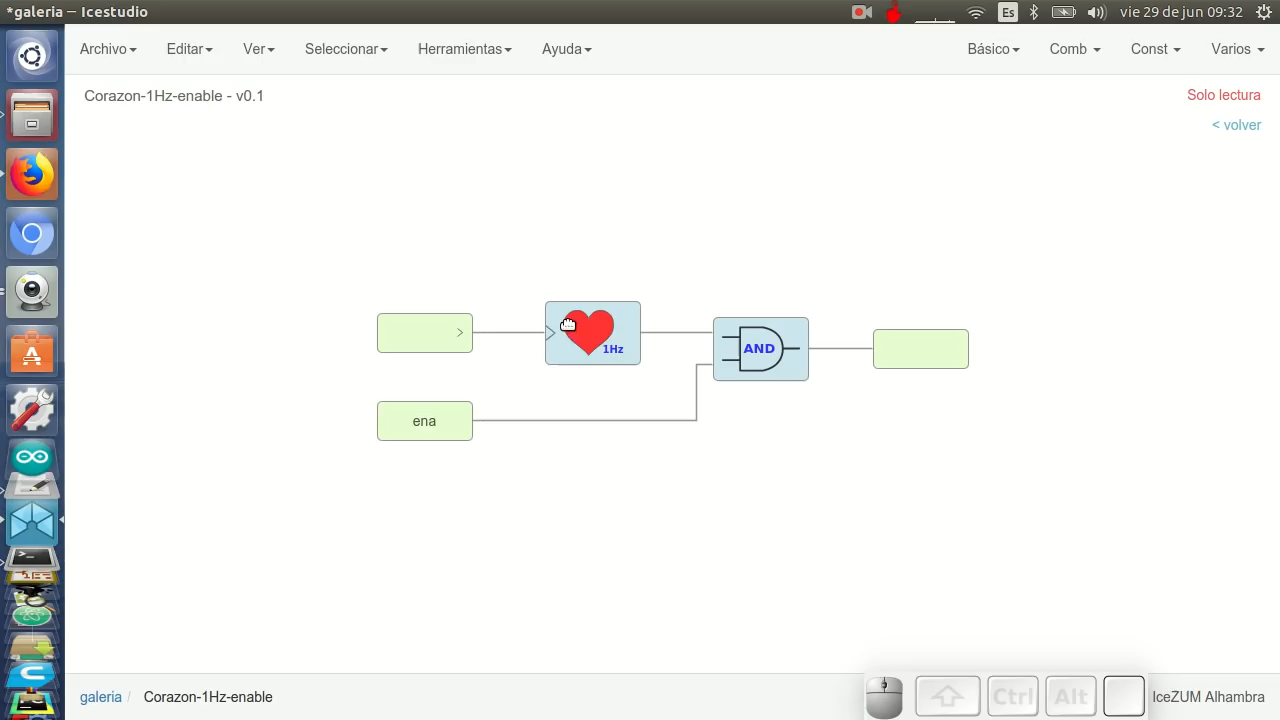 *galeria – Icestudio
Es
vie 29 de jun 09:32
Archivo Editar Ver Seleccionar Herramientas Ayuda
Básico Comb Const Varios
Corazon-1Hz-enable - v0.1
Solo lectura
< volver
1Hz
AND
ena
galeria / Corazon-1Hz-enable
Ctrl Alt
IceZUM Alhambra